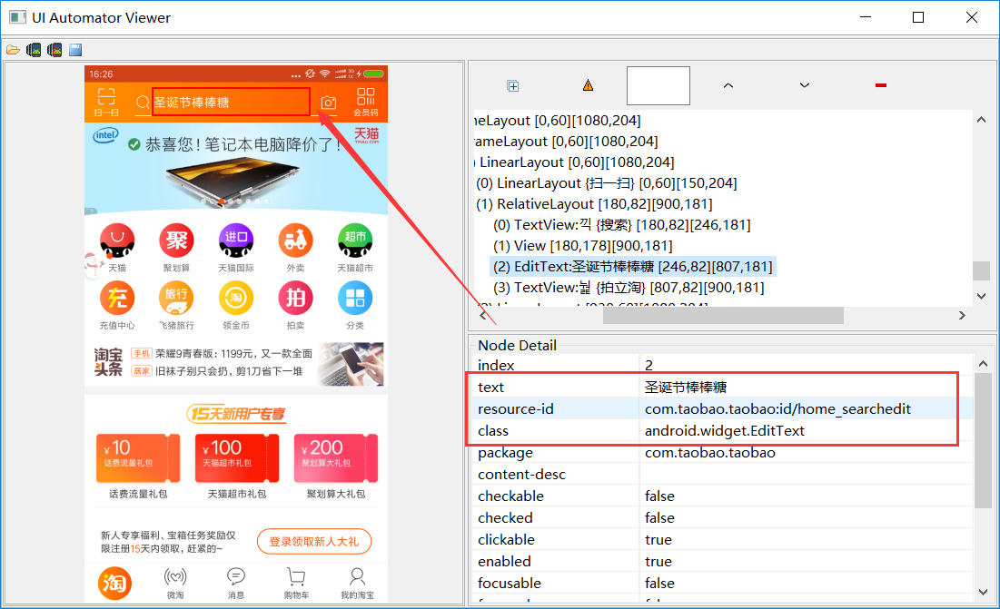 UI Automator Viewer
16:26
扫一扫
圣诞节棒棒糖
会员码
intel
恭喜您！笔记本电脑降价了！
天猫
TMALL.COM
聚
进口
超市
天猫
聚划算
天猫国际
外卖
天猫超市
充
旅行
淘
拍
充值中心
飞猪旅行
领金币
拍卖
分类
淘宝头条
手机 荣耀9青春版：1199元，又一款全面
居家 旧袜子别只会扔，剪1刀省下一堆
15天新用户专享
¥10
话费流量礼包
¥100
天猫超市礼包
¥200
聚划算大礼包
话费流量礼包
天猫超市礼包
聚划算大礼包
新人专享福利、宝箱任务奖励仅
限注册15天内领取，赶紧的~
登录领取新人大礼
淘
微淘
消息
购物车
我的淘宝
meLayout [0,60][1080,204]
rameLayout [0,60][1080,204]
) LinearLayout [0,60][1080,204]
(0) LinearLayout {扫一扫} [0,60][150,204]
(1) RelativeLayout [180,82][900,181]
(0) TextView:끽 {搜索} [180,82][246,181]
(1) View [180,178][900,181]
(2) EditText:圣诞节棒棒糖 [246,82][807,181]
(3) TextView:눫 {拍立淘} [807,82][900,181]
Node Detail
index 2
text 圣诞节棒棒糖
resource-id com.taobao.taobao:id/home_searchedit
class android.widget.EditText
package com.taobao.taobao
content-desc
checkable false
checked false
clickable true
enabled true
focusable false